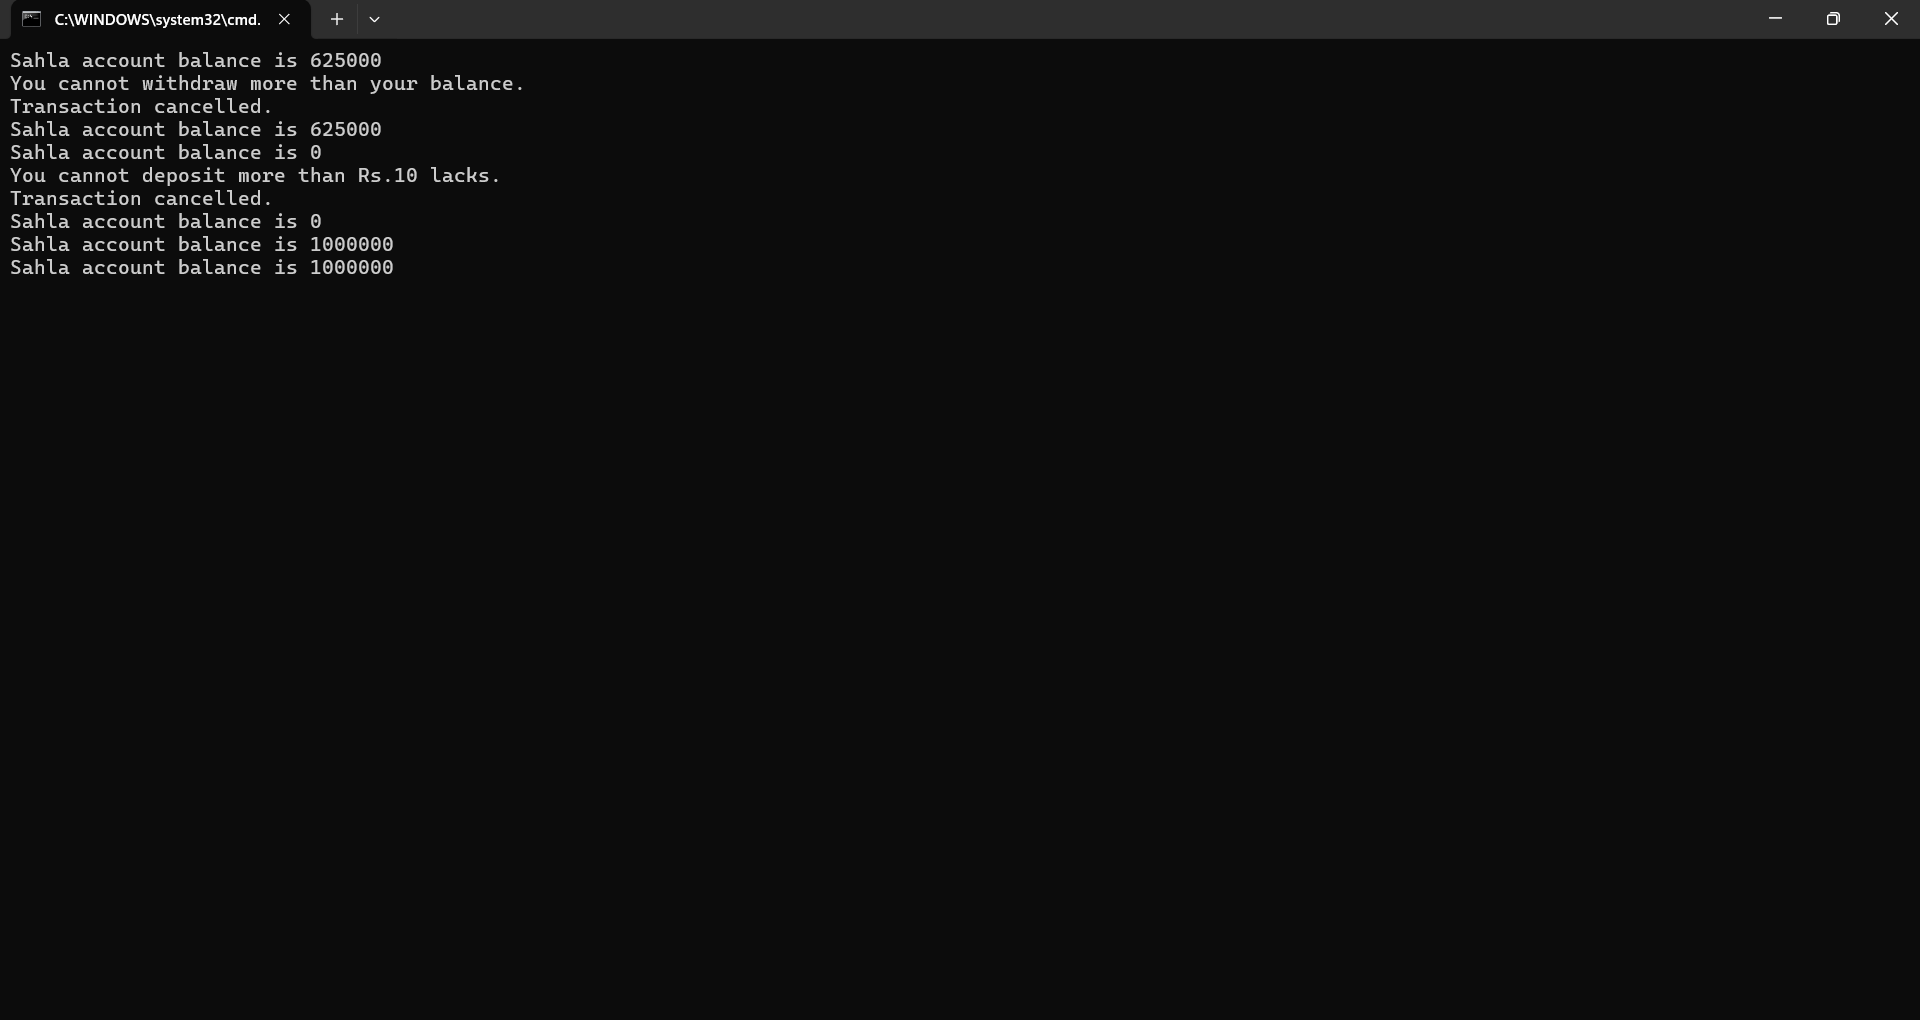 C:\WINDOWS\system32\cmd.
Sahla account balance is 625000
You cannot withdraw more than your balance.
Transaction cancelled.
Sahla account balance is 625000
Sahla account balance is 0
You cannot deposit more than Rs.10 lacks.
Transaction cancelled.
Sahla account balance is 0
Sahla account balance is 1000000
Sahla account balance is 1000000